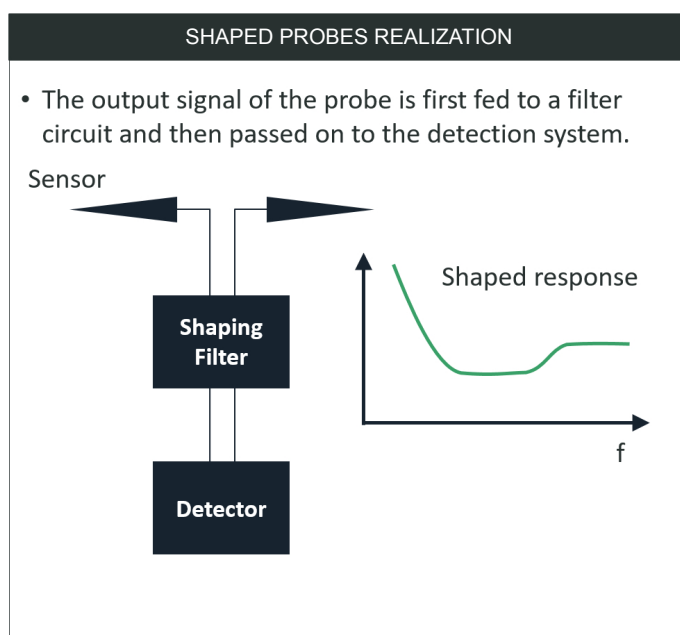 SHAPED PROBES REALIZATION
• The output signal of the probe is first fed to a filter
circuit and then passed on to the detection system.
Sensor
Shaped response
Shaping
Filter
f
Detector